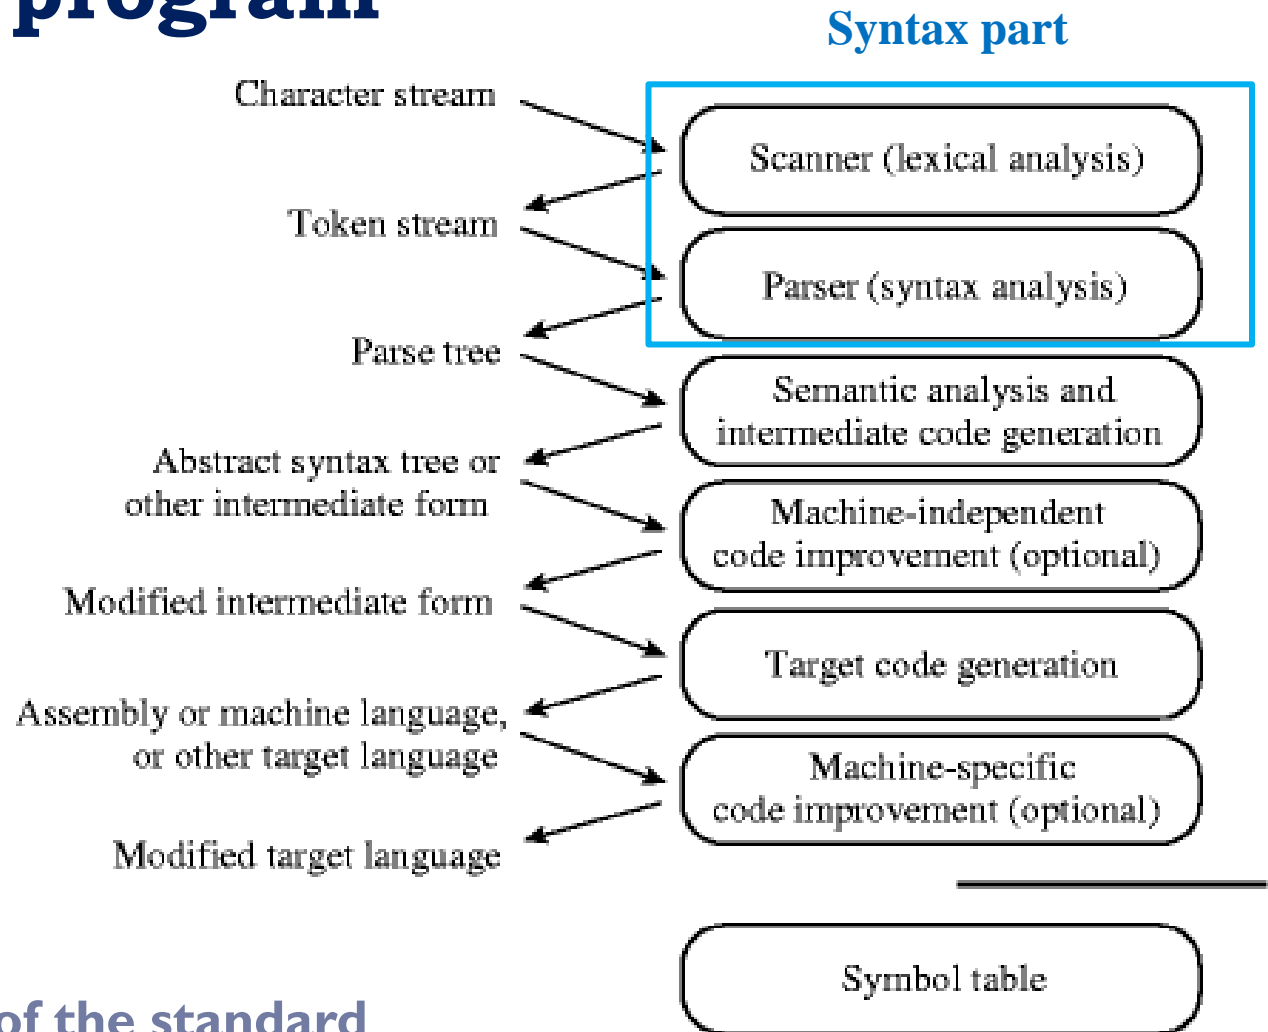 program
Syntax part
Character stream
Scanner (lexical analysis)
Token stream
Parser (syntax analysis)
Parse tree
Semantic analysis and
intermediate code generation
Abstract syntax tree or
other intermediate form
Machine-independent
code improvement (optional)
Modified intermediate form
Target code generation
Assembly or machine language,
or other target language
Machine-specific
code improvement (optional)
Modified target language
Symbol table
of the standard